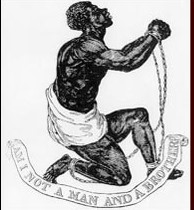 AM I NOT A MAN AND A BROTHER?